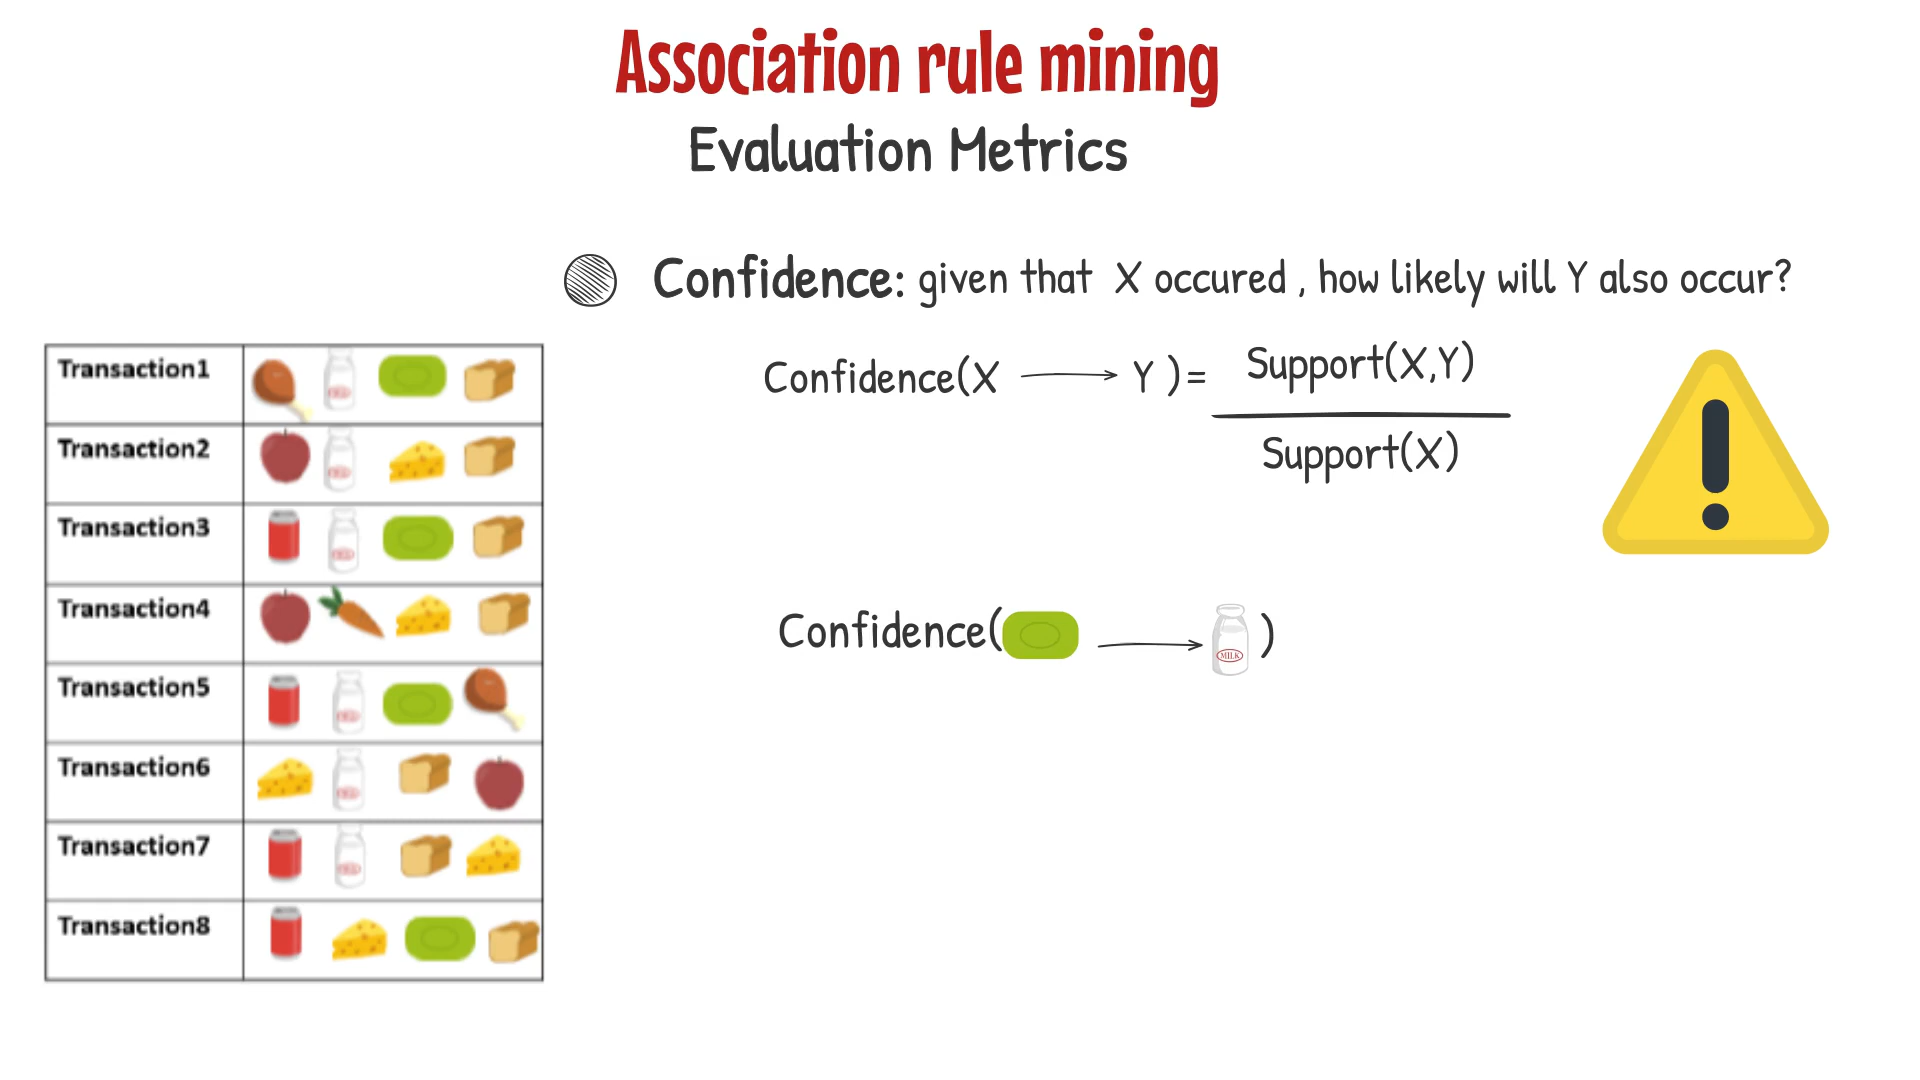 Association rule mining
Evaluation Metrics
Confidence: given that X occured , how likely will Y also occur?
Confidence(X → Y ) = Support(X,Y)
Support(X)
Confidence( → MILK )
Transaction1
Transaction2
Transaction3
Transaction4
Transaction5
Transaction6
Transaction7
Transaction8